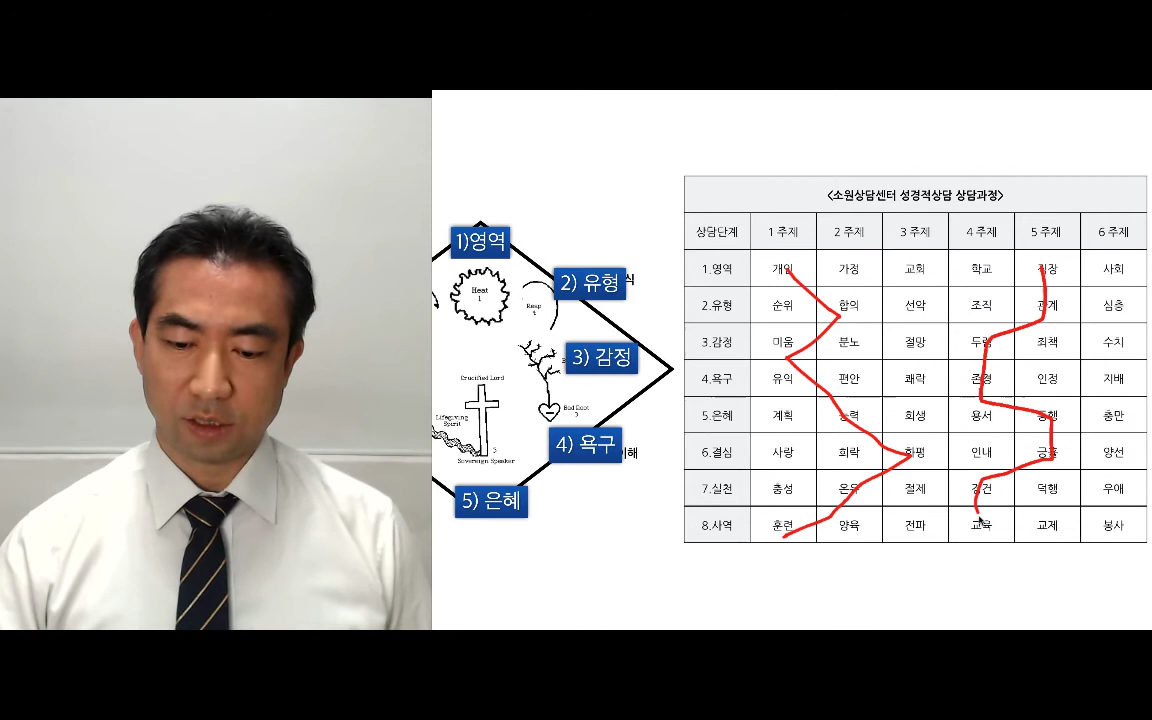 1)영역
2) 유형
식
Heat
1
Reap
4
3) 감정
Crucified Lord
Bad Root
3
Lifegiving
Spirit
3
Sovereign Speaker
4) 욕구
이해
5) 은혜
<소원상담센터 성경적상담 상담과정>
상담단계 1 주제 2 주제 3 주제 4 주제 5 주제 6 주제
1.영역 개인 가정 교회 학교 직장 사회
2.유형 순위 합의 선악 조직 관계 심층
3.감정 미움 분노 절망 두려 죄책 수치
4.욕구 유익 편안 쾌락 존경 인정 지배
5.은혜 계획 능력 희생 용서 동행 충만
6.결심 사랑 희락 화평 인내 긍휼 양선
7.실천 충성 온유 절제 경건 덕행 우애
8.사역 훈련 양육 전파 교육 교제 봉사